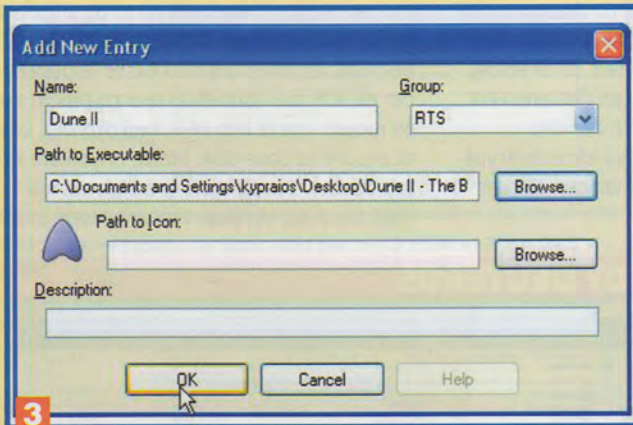 Add New Entry
Name:
Group:
Dune II
RTS
Path to Executable:
C:\Documents and Settings\kypraios\Desktop\Dune II - The B
Browse...
Path to Icon:
Browse...
Description:
OK
Cancel
Help
3